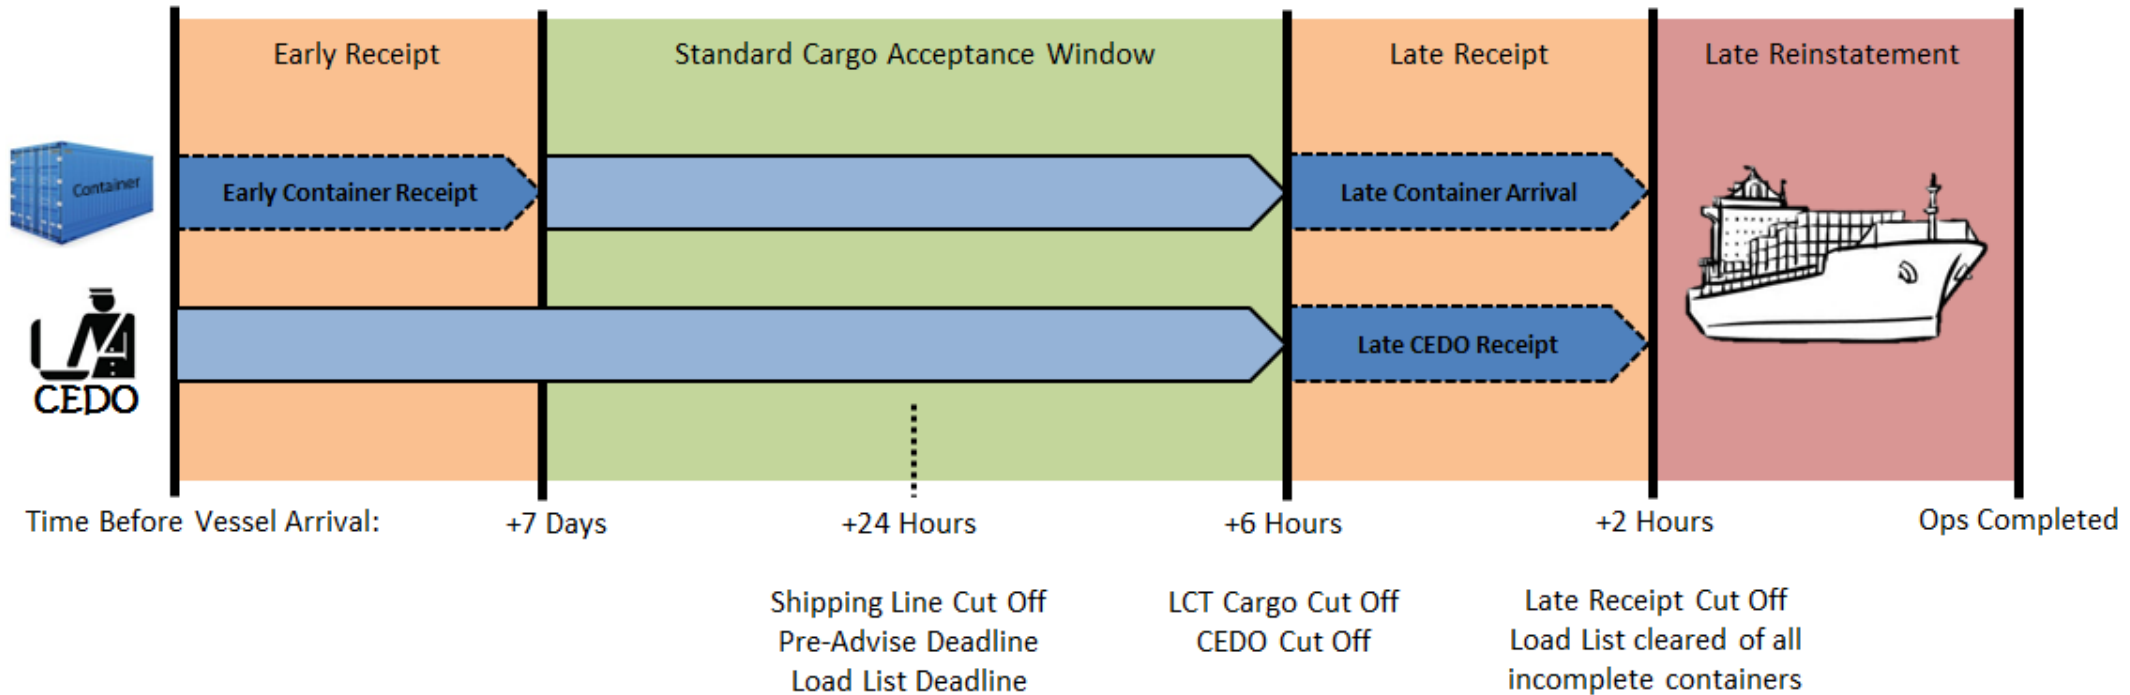 Early Receipt
Standard Cargo Acceptance Window
Late Receipt
Late Reinstatement
Container
Early Container Receipt
Late Container Arrival
Late CEDO Receipt
CEDO
Time Before Vessel Arrival:
+7 Days
+24 Hours
+6 Hours
+2 Hours
Ops Completed
Shipping Line Cut Off
Pre-Advise Deadline
Load List Deadline
LCT Cargo Cut Off
CEDO Cut Off
Late Receipt Cut Off
Load List cleared of all
incomplete containers